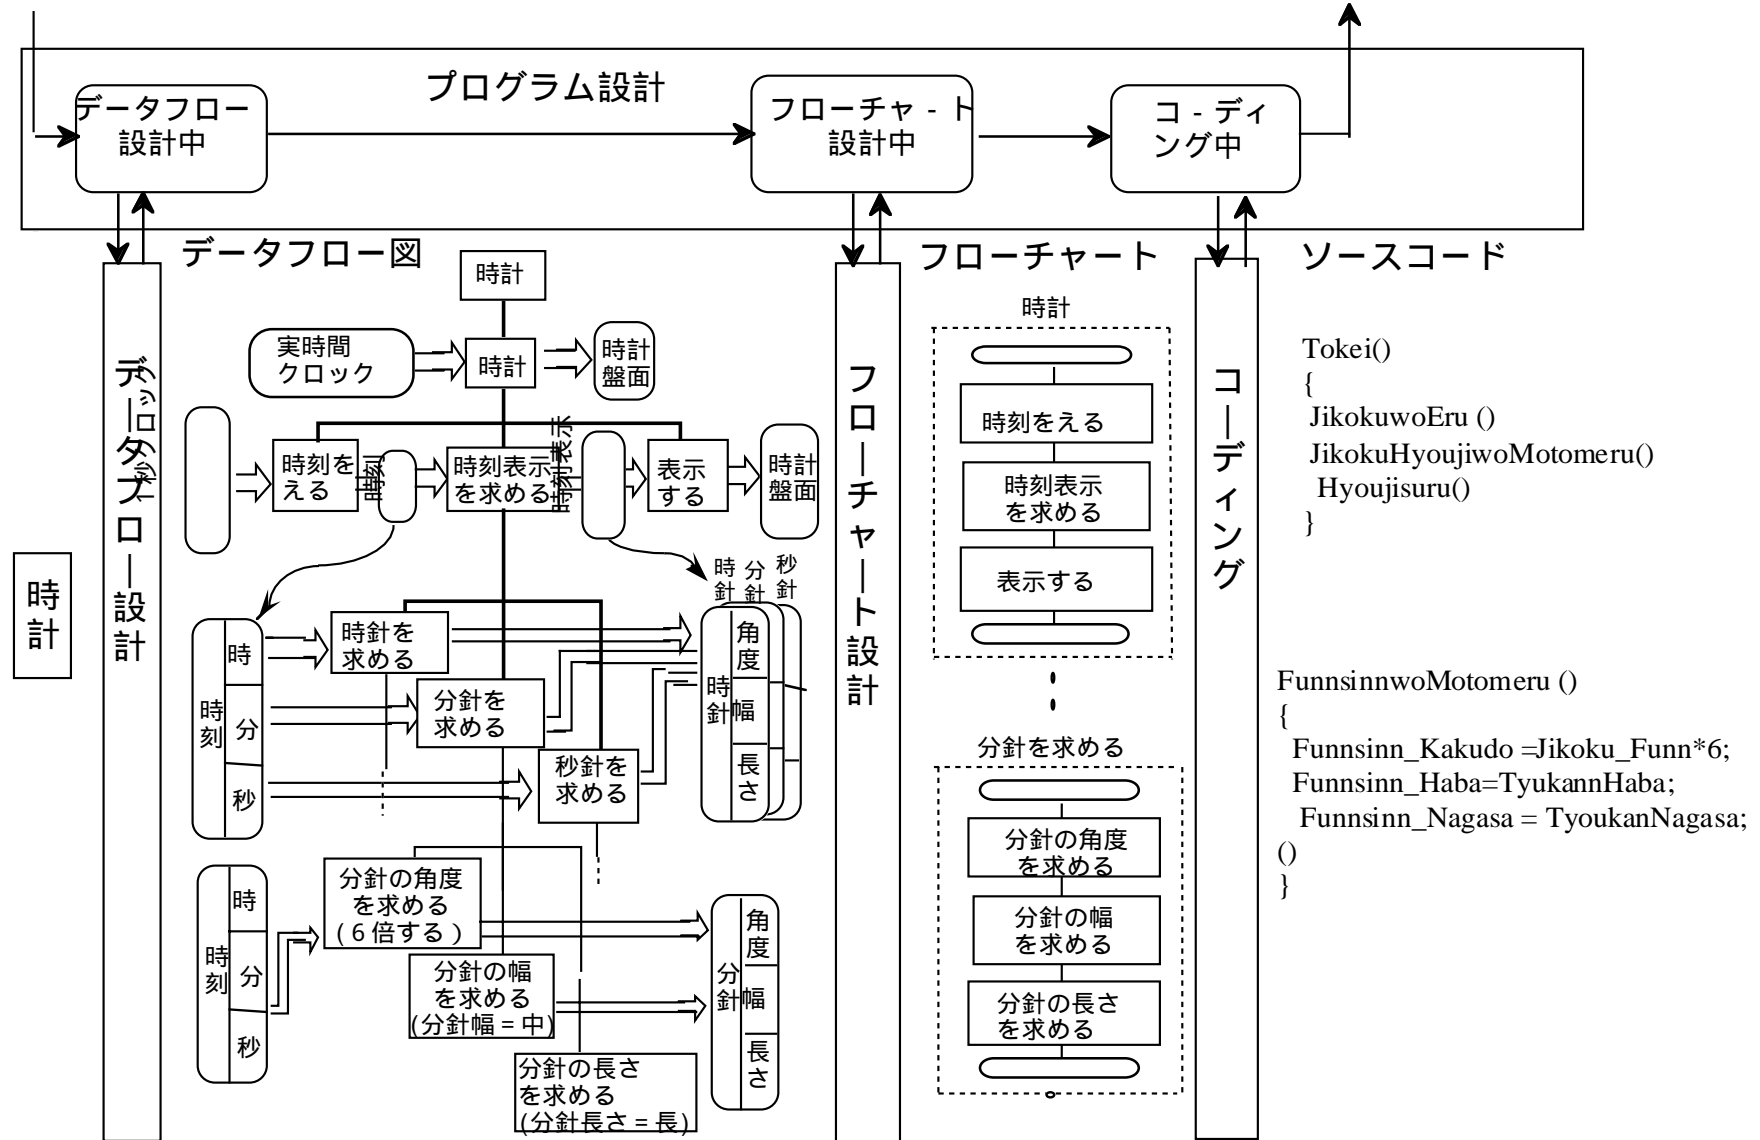 プログラム設計
データフロー
設計中
フローチャ - ト
設計中
コ - ディ
ング中
データフロー図
フローチャート
ソースコード
時計
データフロー設計
フローチャート設計
コーディング
時計
実時間
クロック
時計
時計
盤面
1秒クロック
時刻を
える
時刻
時刻表示
を求める
時刻表示
表示
する
時計
盤面
時針
分針
秒針
時刻
時
分
秒
時針を
求める
分針を
求める
秒針を
求める
時針
角度
幅
長さ
時刻
時
分
秒
分針の角度
を求める
(６倍する)
分針の幅
を求める
(分針幅 = 中)
分針の長さ
を求める
(分針長さ = 長)
分針
角度
幅
長さ
時計
時刻をえる
時刻表示
を求める
表示する
分針を求める
分針の角度
を求める
分針の幅
を求める
分針の長さ
を求める
Tokei()
{
JikokuwoEru ()
JikokuHyoujiwoMotomeru()
Hyoujisuru()
}
FunnsinnwoMotomeru ()
{
Funnsinn_Kakudo =Jikoku_Funn*6;
Funnsinn_Haba=TyukannHaba;
Funnsinn_Nagasa = TyoukanNagasa;
()
}